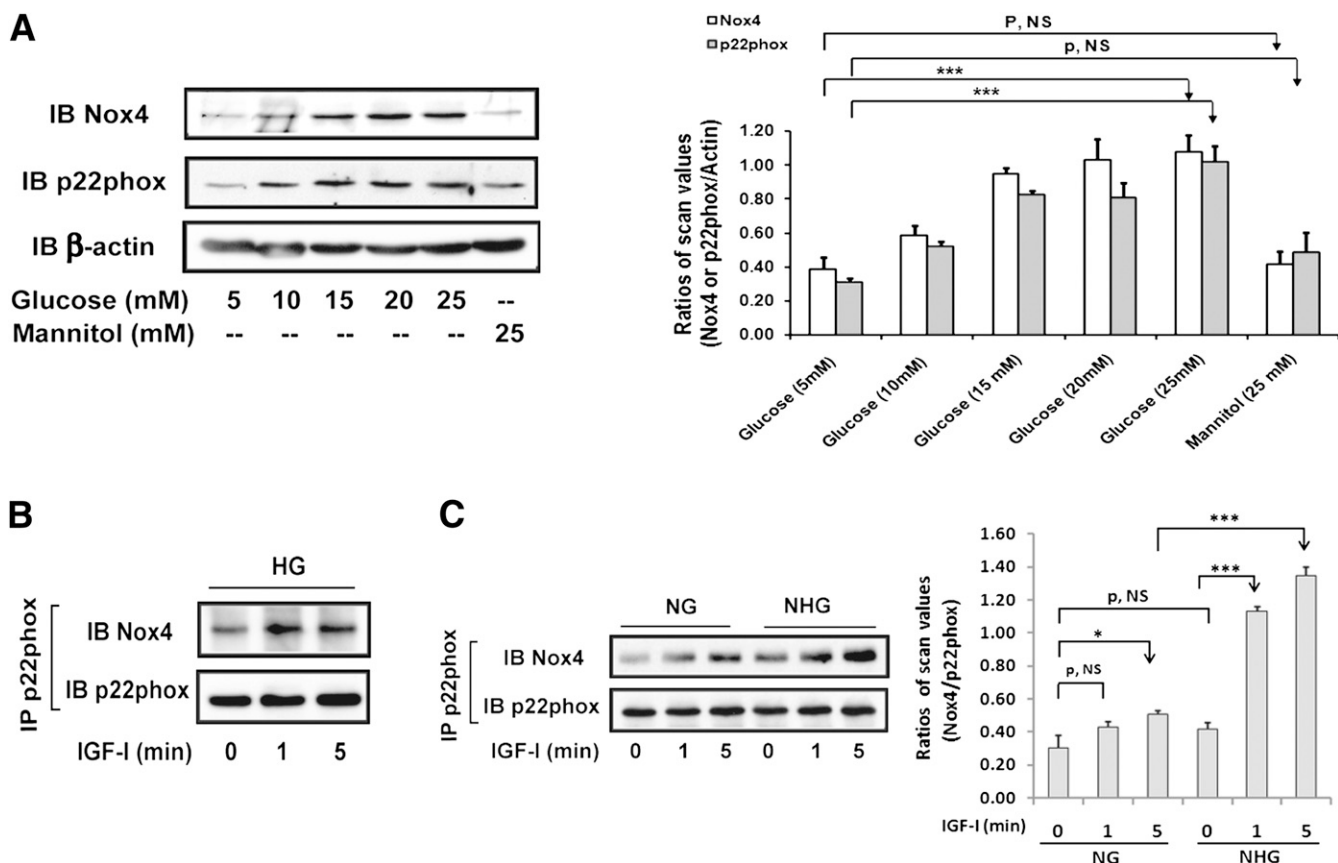 A
IB Nox4
IB p22phox
IB β-actin
Glucose (mM) 5 10 15 20 25 --
Mannitol (mM) -- -- -- -- -- 25
Nox4
p22phox
P, NS
p, NS
***
***
Ratios of scan values
(Nox4 or p22phox/Actin)
1.20
1.00
0.80
0.60
0.40
0.20
0.00
Glucose (5mM)
Glucose (10mM)
Glucose (15 mM)
Glucose (20mM)
Glucose (25mM)
Mannitol (25 mM)
B
HG
IP p22phox
IB Nox4
IB p22phox
IGF-I (min) 0 1 5
C
NG NHG
IP p22phox
IB Nox4
IB p22phox
IGF-I (min) 0 1 5 0 1 5
Ratios of scan values
(Nox4/p22phox)
1.60
1.40
1.20
1.00
0.80
0.60
0.40
0.20
0.00
***
***
p, NS
*
p, NS
IGF-I (min) 0 1 5 0 1 5
NG NHG